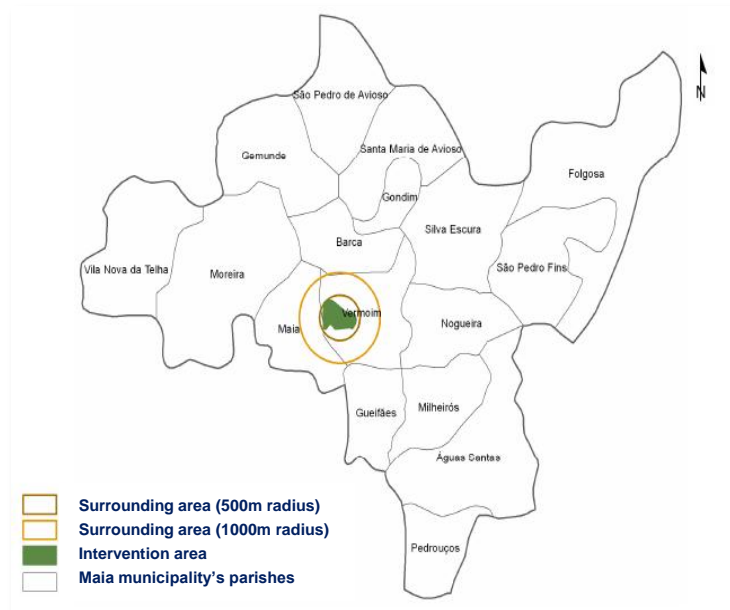 São Pedro de Avioso
N
Santa Maria de Avioso
Gemunde
Folgosa
Gondim
Silva Escura
Barca
São Pedro Fins
Vila Nova da Telha
Moreira
Vermoim
Maia
Nogueira
Gueifães
Milheirós
Águas Santas
Surrounding area (500m radius)
Surrounding area (1000m radius)
Intervention area
Pedrouços
Maia municipality's parishes